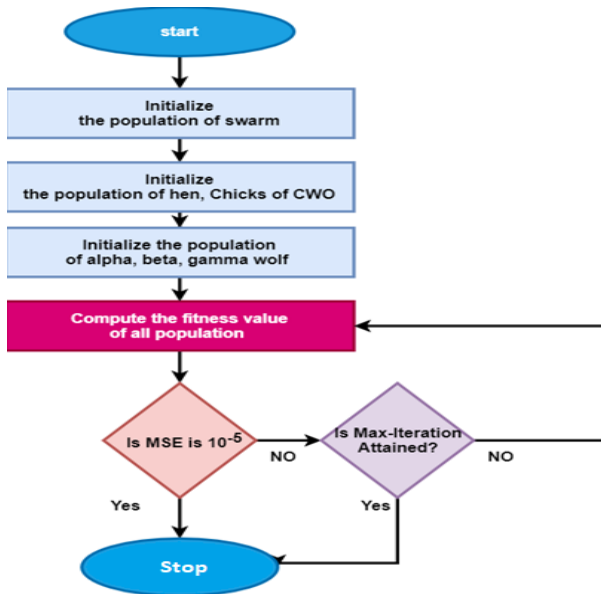 start
Initialize
the population of swarm
Initialize
the population of hen, Chicks of CWO
Initialize the population
of alpha, beta, gamma wolf
Compute the fitness value
of all population
Is MSE is 10⁻⁵
NO
Is Max-Iteration
Attained?
NO
Yes
Yes
Stop